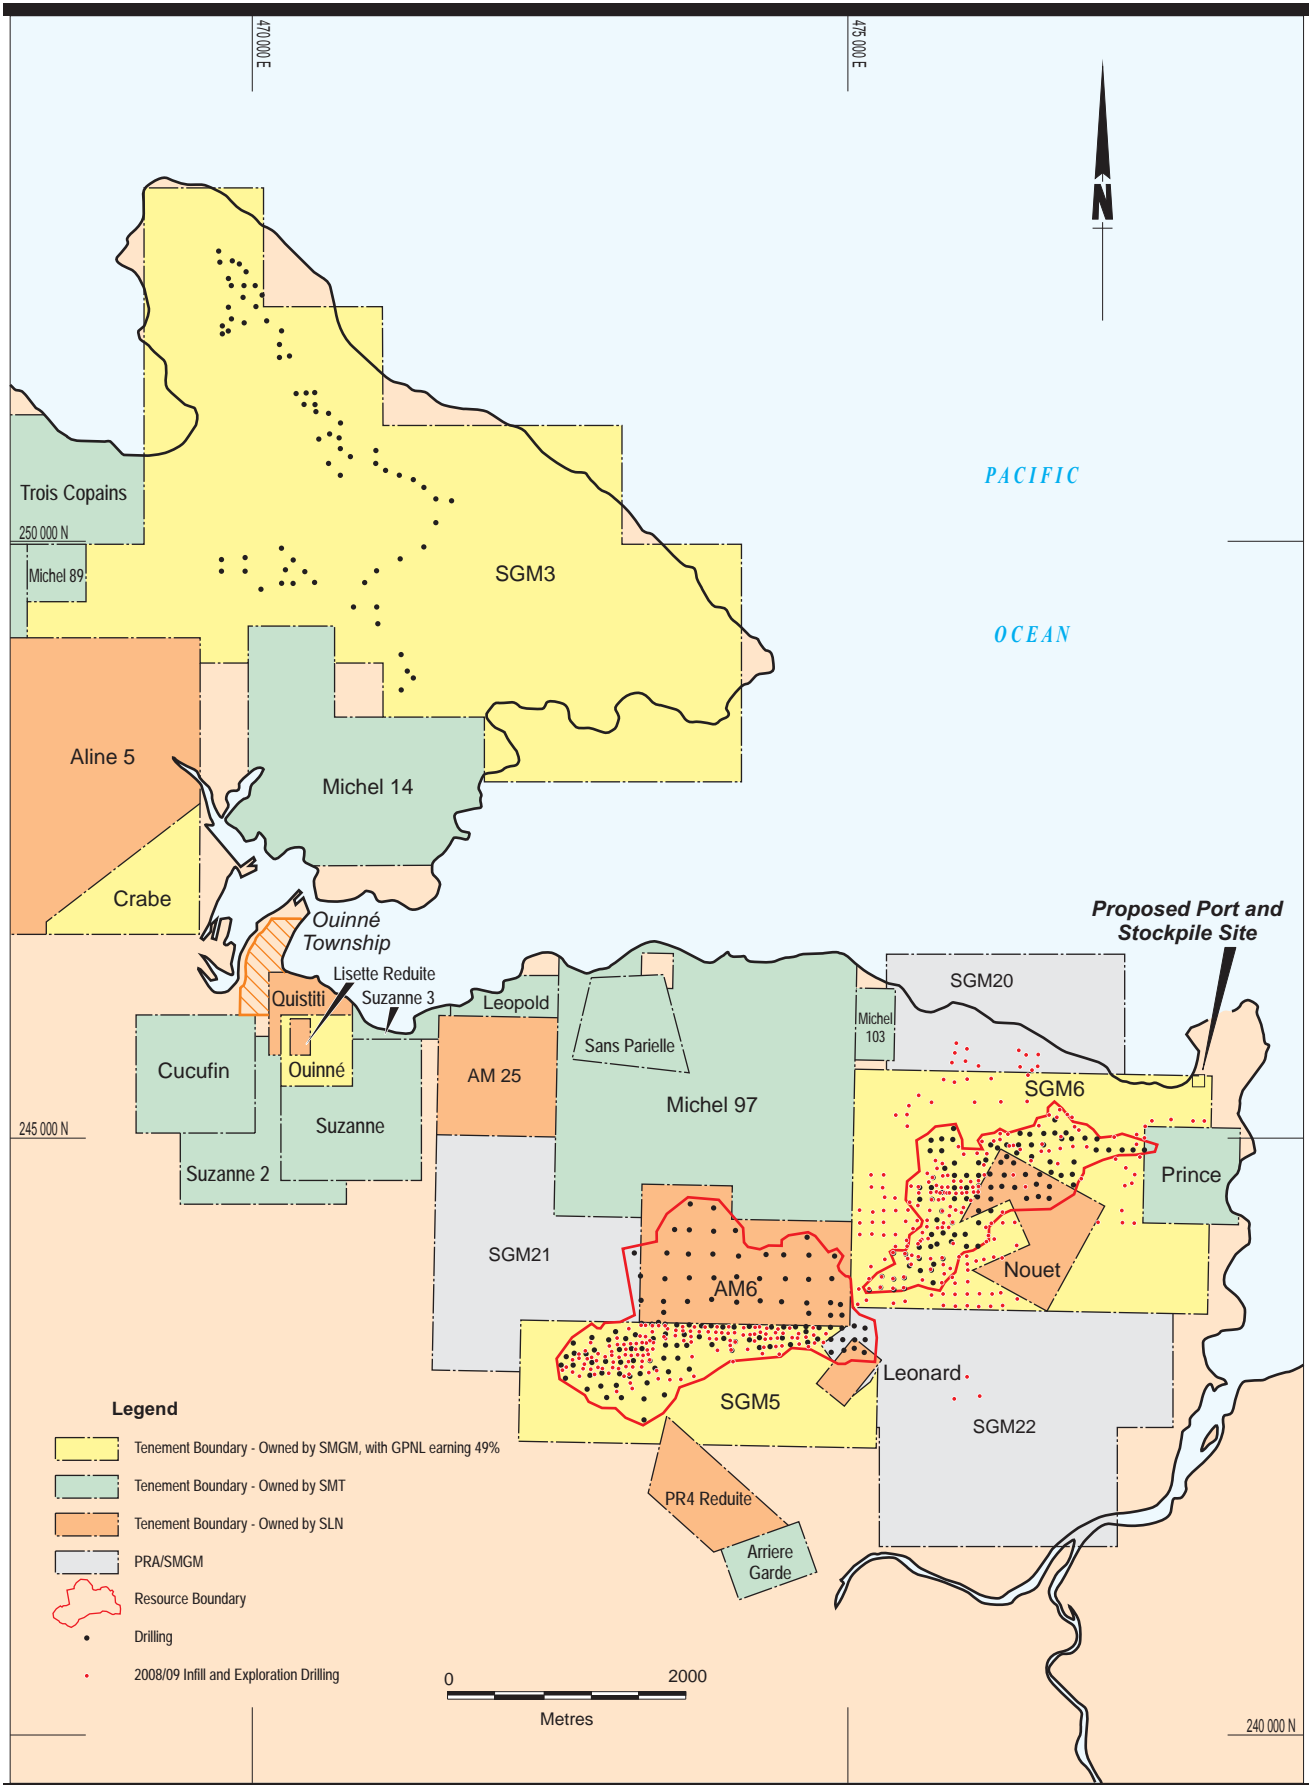 470 000 E
475 000 E
N
PACIFIC
OCEAN
Trois Copains
250 000 N
Michel 89
SGM3
Aline 5
Michel 14
Crabe
Ouinné
Township
Proposed Port and
Stockpile Site
Lisette Reduite
Quistiti
Suzanne 3
Leopold
SGM20
Michel
103
Sans Parielle
Cucufin
Ouinné
AM 25
SGM6
Michel 97
Suzanne
245 000 N
Suzanne 2
Prince
SGM21
AM6
Nouet
Leonard
SGM5
SGM22
PR4 Reduite
Arriere
Garde
Legend
Tenement Boundary - Owned by SMGM, with GPNL earning 49%
Tenement Boundary - Owned by SMT
Tenement Boundary - Owned by SLN
PRA/SMGM
Resource Boundary
Drilling
2008/09 Infill and Exploration Drilling
0 2000
Metres
240 000 N